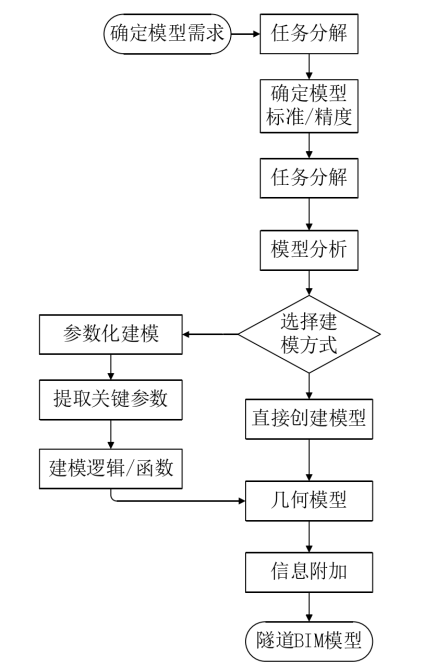 确定模型需求
任务分解
确定模型
标准/精度
任务分解
模型分析
选择建
模方式
参数化建模
提取关键参数
建模逻辑/函数
直接创建模型
几何模型
信息附加
隧道BIM模型